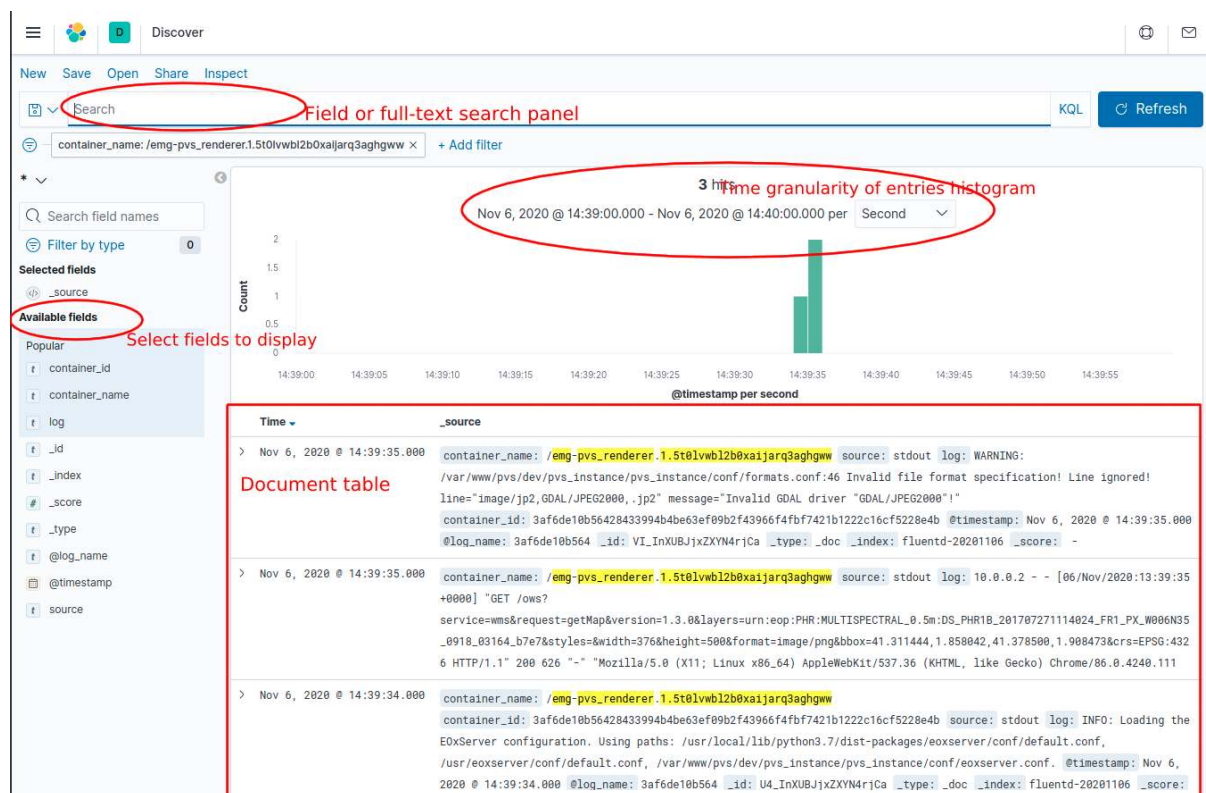 D Discover
New Save Open Share Inspect
Search Field or full-text search panel KQL Refresh
container_name: /emg-pvs_renderer.1.5t0lvwbl2b0xaijarq3aghgww × + Add filter
*
Search field names
Filter by type 0
Selected fields
_source
Available fields
Select fields to display
Popular
t container_id
t container_name
t log
t _id
t _index
# _score
t _type
t @log_name
@timestamp
t source
3 hits
Time granularity of entries histogram
Nov 6, 2020 @ 14:39:00.000 - Nov 6, 2020 @ 14:40:00.000 per Second
Count
2
1.5
1
0.5
0
14:39:00 14:39:05 14:39:10 14:39:15 14:39:20 14:39:25 14:39:30 14:39:35 14:39:40 14:39:45 14:39:50 14:39:55
@timestamp per second
Time _source
Document table
> Nov 6, 2020 @ 14:39:35.000 container_name: /emg-pvs_renderer.1.5t0lvwbl2b0xaijarq3aghgww source: stdout log: WARNING:
/var/www/pvs/dev/pvs_instance/pvs_instance/conf/formats.conf:46 Invalid file format specification! Line ignored!
line="image/jp2,GDAL/JPEG2000,.jp2" message="Invalid GDAL driver "GDAL/JPEG2000"!"
container_id: 3af6de10b56428433994b4be63ef09b2f43966f4fbf7421b1222c16cf5228e4b @timestamp: Nov 6, 2020 @ 14:39:35.000
@log_name: 3af6de10b564 _id: VI_InXUBJjxZXYN4rjCa _type: _doc _index: fluentd-20201106 _score: -
> Nov 6, 2020 @ 14:39:35.000 container_name: /emg-pvs_renderer.1.5t0lvwbl2b0xaijarq3aghgww source: stdout log: 10.0.0.2 - - [06/Nov/2020:13:39:35
+0000] "GET /ows?
service=wms&request=getMap&version=1.3.0&layers=urn:eop:PHR:MULTISPECTRAL_0.5m:DS_PHR1B_201707271114024_FR1_PX_W006N35
_0918_03164_b7e7&styles=&width=376&height=500&format=image/png&bbox=41.311444,1.858042,41.378500,1.908473&crs=EPSG:432
6 HTTP/1.1" 200 626 "-" "Mozilla/5.0 (X11; Linux x86_64) AppleWebKit/537.36 (KHTML, like Gecko) Chrome/86.0.4240.111
> Nov 6, 2020 @ 14:39:34.000 container_name: /emg-pvs_renderer.1.5t0lvwbl2b0xaijarq3aghgww
container_id: 3af6de10b56428433994b4be63ef09b2f43966f4fbf7421b1222c16cf5228e4b source: stdout log: INFO: Loading the
EOxServer configuration. Using paths: /usr/local/lib/python3.7/dist-packages/eoxserver/conf/default.conf,
/usr/eoxserver/conf/default.conf, /var/www/pvs/dev/pvs_instance/pvs_instance/conf/eoxserver.conf. @timestamp: Nov 6,
2020 @ 14:39:34.000 @log_name: 3af6de10b564 _id: U4_InXUBJjxZXYN4rjCa _type: _doc _index: fluentd-20201106 _score: